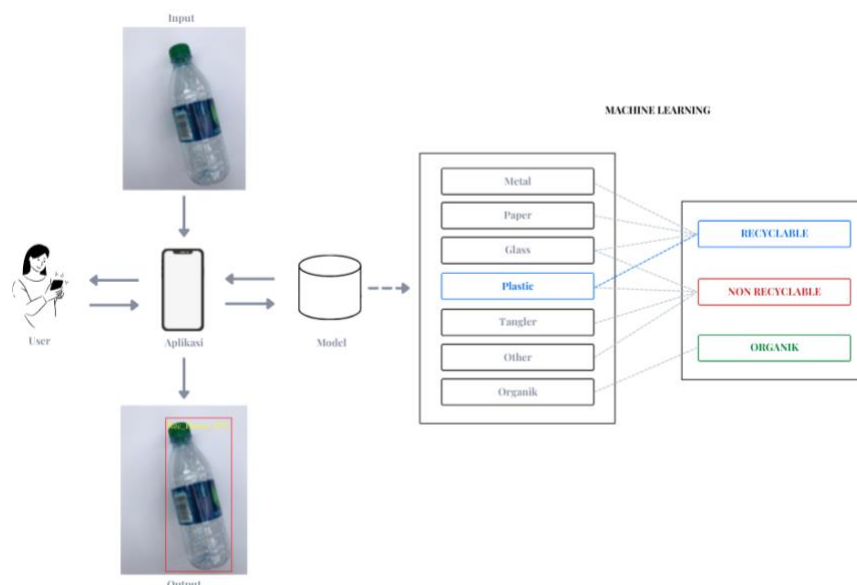 Input
MACHINE LEARNING
Metal
Paper
Glass
Plastic
Tangler
Other
Organik
RECYCLABLE
NON RECYCLABLE
ORGANIK
User
Aplikasi
Model
Output